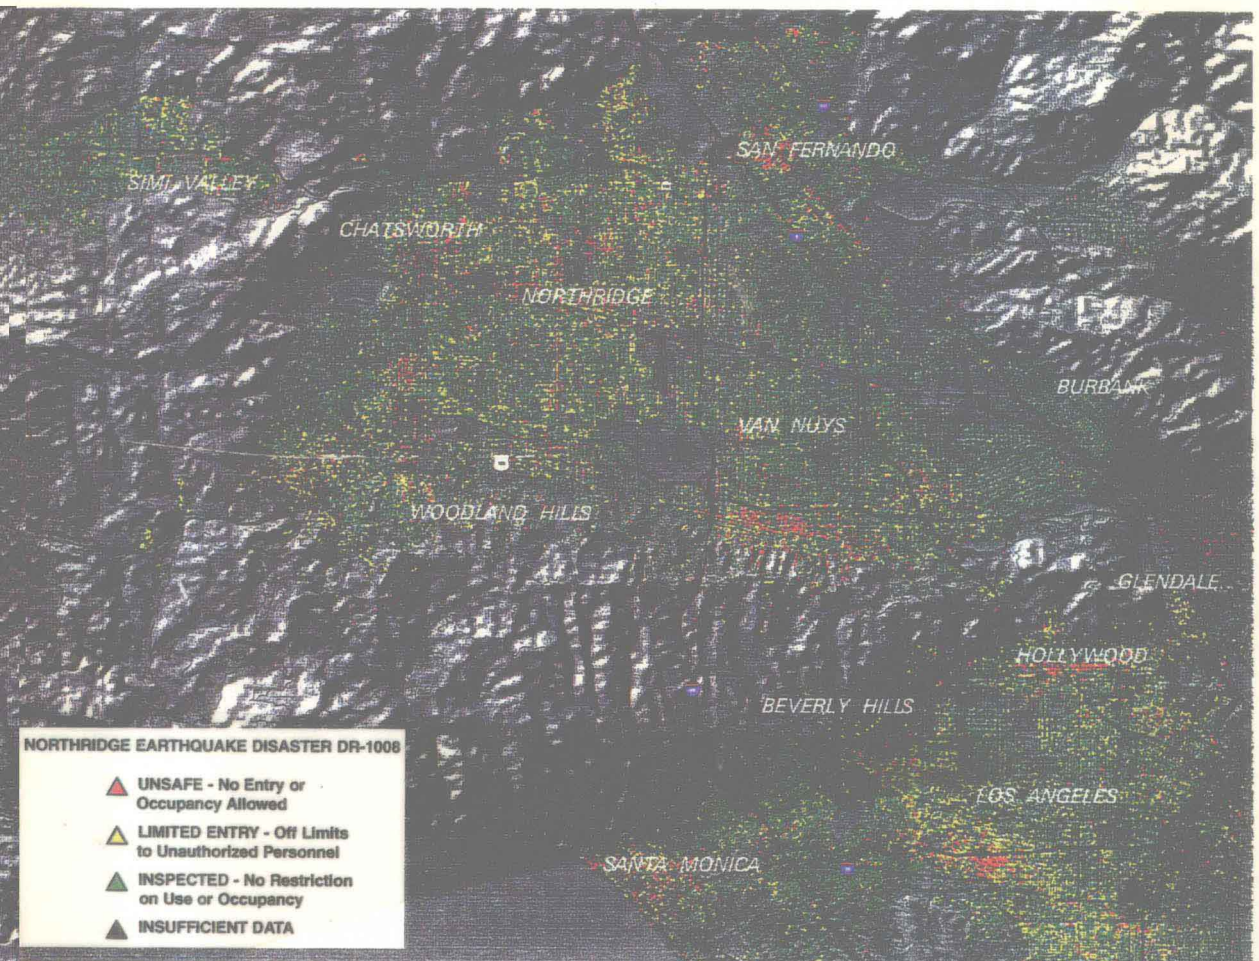 SAN FERNANDO
SIMI VALLEY
CHATSWORTH
NORTHRIDGE
BURBANK
VAN NUYS
WOODLAND HILLS
GLENDALE
HOLLYWOOD
BEVERLY HILLS
LOS ANGELES
SANTA MONICA
NORTHRIDGE EARTHQUAKE DISASTER DR-1008
UNSAFE - No Entry or
Occupancy Allowed
LIMITED ENTRY - Off Limits
to Unauthorized Personnel
INSPECTED - No Restriction
on Use or Occupancy
INSUFFICIENT DATA